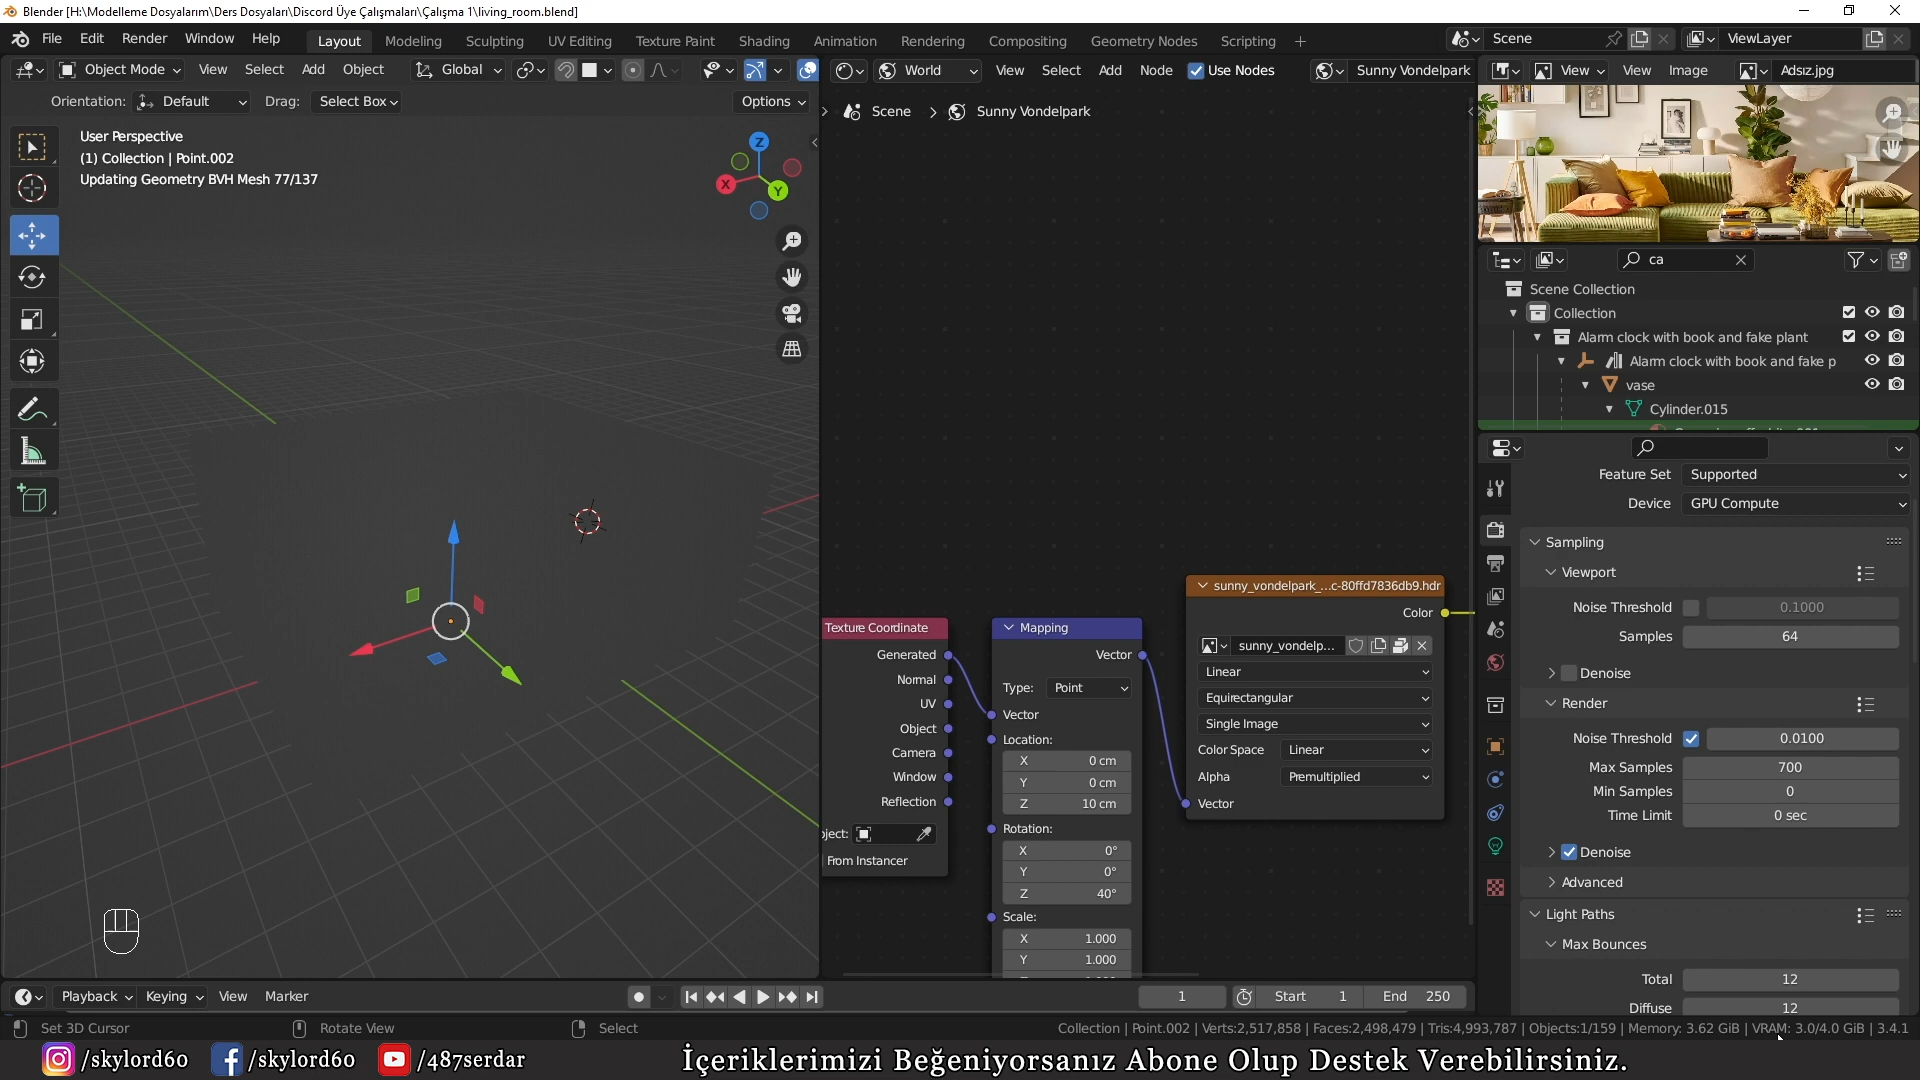 Blender [H:\Modelleme Dosyalarım\Ders Dosyaları\Discord Üye Çalışmaları\Çalışma 1\living_room.blend]
File Edit Render Window Help Layout Modeling Sculpting UV Editing Texture Paint Shading Animation Rendering Compositing Geometry Nodes Scripting + Scene ViewLayer
Object Mode View Select Add Object Global World View Select Add Node Use Nodes Sunny Vondelpark View View Image Adsız.jpg
Orientation: Default Drag: Select Box Options
Scene > Sunny Vondelpark
User Perspective
(1) Collection | Point.002
Updating Geometry BVH Mesh 77/137
Z
X
Y
ca
Scene Collection
Collection
Alarm clock with book and fake plant
Alarm clock with book and fake p
vase
Cylinder.015
Feature Set Supported
Device GPU Compute
Sampling
Viewport
Noise Threshold 0.1000
Samples 64
Denoise
Render
Noise Threshold 0.0100
Max Samples 700
Min Samples 0
Time Limit 0 sec
Denoise
Advanced
Light Paths
Max Bounces
Total 12
Diffuse 12
Texture Coordinate
Generated
Normal
UV
Object
Camera
Window
Reflection
From Instancer
Mapping
Vector
Type: Point
Vector
Location:
X 0 cm
Y 0 cm
Z 10 cm
Rotation:
X 0°
Y 0°
Z 40°
Scale:
X 1.000
Y 1.000
sunny_vondelpark_...c-80ffd7836db9.hdr
Color
sunny_vondelp...
Linear
Equirectangular
Single Image
Color Space Linear
Alpha Premultiplied
Vector
Playback Keying View Marker 1 Start 1 End 250
Set 3D Cursor Rotate View Select Collection | Point.002 | Verts:2,517,858 | Faces:2,498,479 | Tris:4,993,787 | Objects:1/159 | Memory: 3.62 GiB | VRAM: 3.0/4.0 GiB | 3.4.1
/skylord60 /skylord60 /487serdar İçeriklerimizi Beğeniyorsanız Abone Olup Destek Verebilirsiniz.